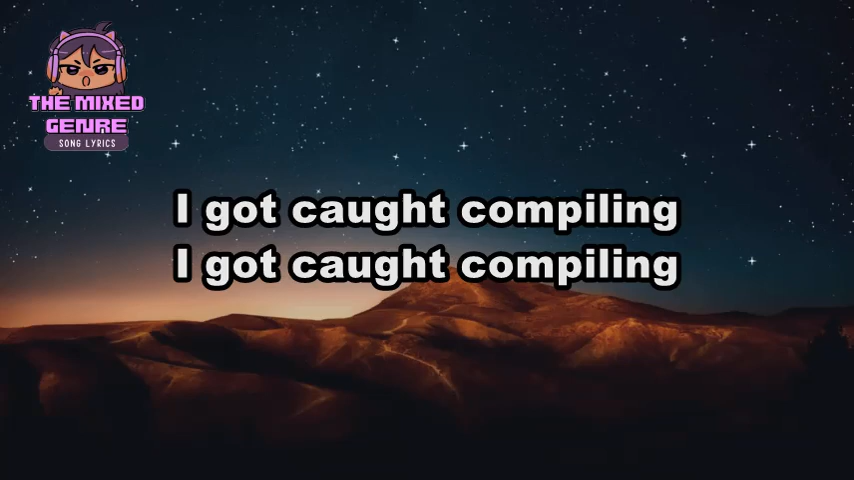 THE MIXED
GENRE
SONG LYRICS
I got caught compiling
I got caught compiling